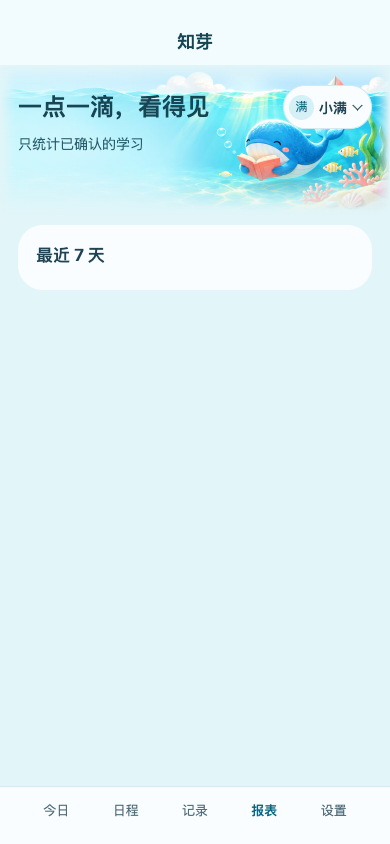 知芽
一点一滴，看得见
满 小满
只统计已确认的学习
最近 7 天
今日 日程 记录 报表 设置